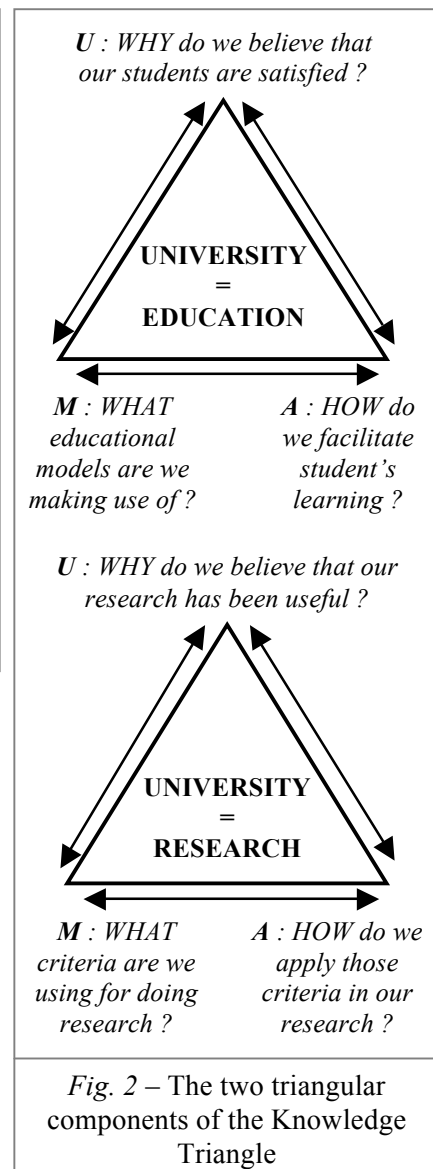 U : WHY do we believe that
our students are satisfied ?
UNIVERSITY
=
EDUCATION
M : WHAT
educational
models are we
making use of ?
A : HOW do
we facilitate
student’s
learning ?
U : WHY do we believe that our
research has been useful ?
UNIVERSITY
=
RESEARCH
M : WHAT
criteria are we
using for doing
research ?
A : HOW do we
apply those
criteria in our
research ?
Fig. 2 – The two triangular
components of the Knowledge
Triangle